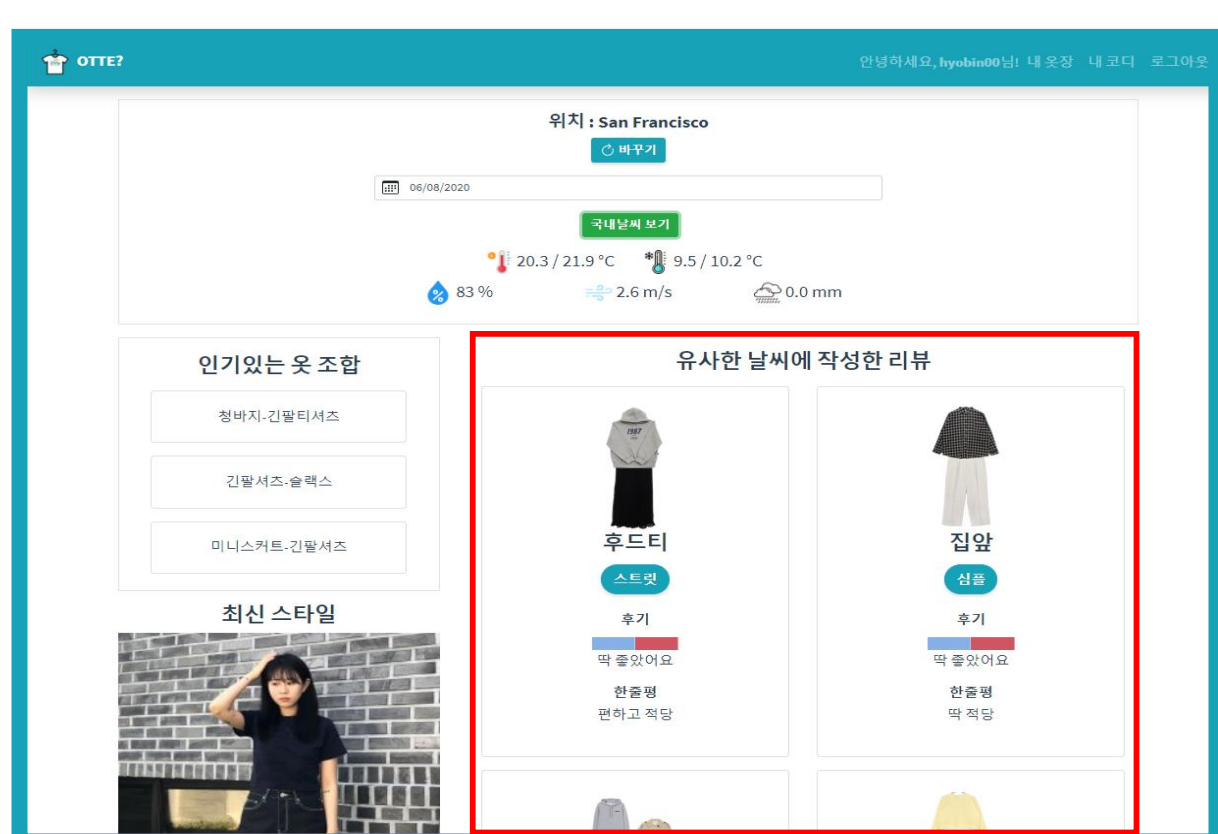 OTTE?
안녕하세요, hyobin00님! 내 옷장 내 코디 로그아웃
위치 : San Francisco
바꾸기
06/08/2020
국내날씨 보기
20.3 / 21.9 °C 9.5 / 10.2 °C
83 % 2.6 m/s 0.0 mm
인기있는 옷 조합
청바지-긴팔티셔츠
긴팔셔츠-슬랙스
미니스커트-긴팔셔츠
최신 스타일
유사한 날씨에 작성한 리뷰
1987
후드티
스트릿
후기
딱 좋았어요
한줄평
편하고 적당
집앞
심플
후기
딱 좋았어요
한줄평
딱 적당